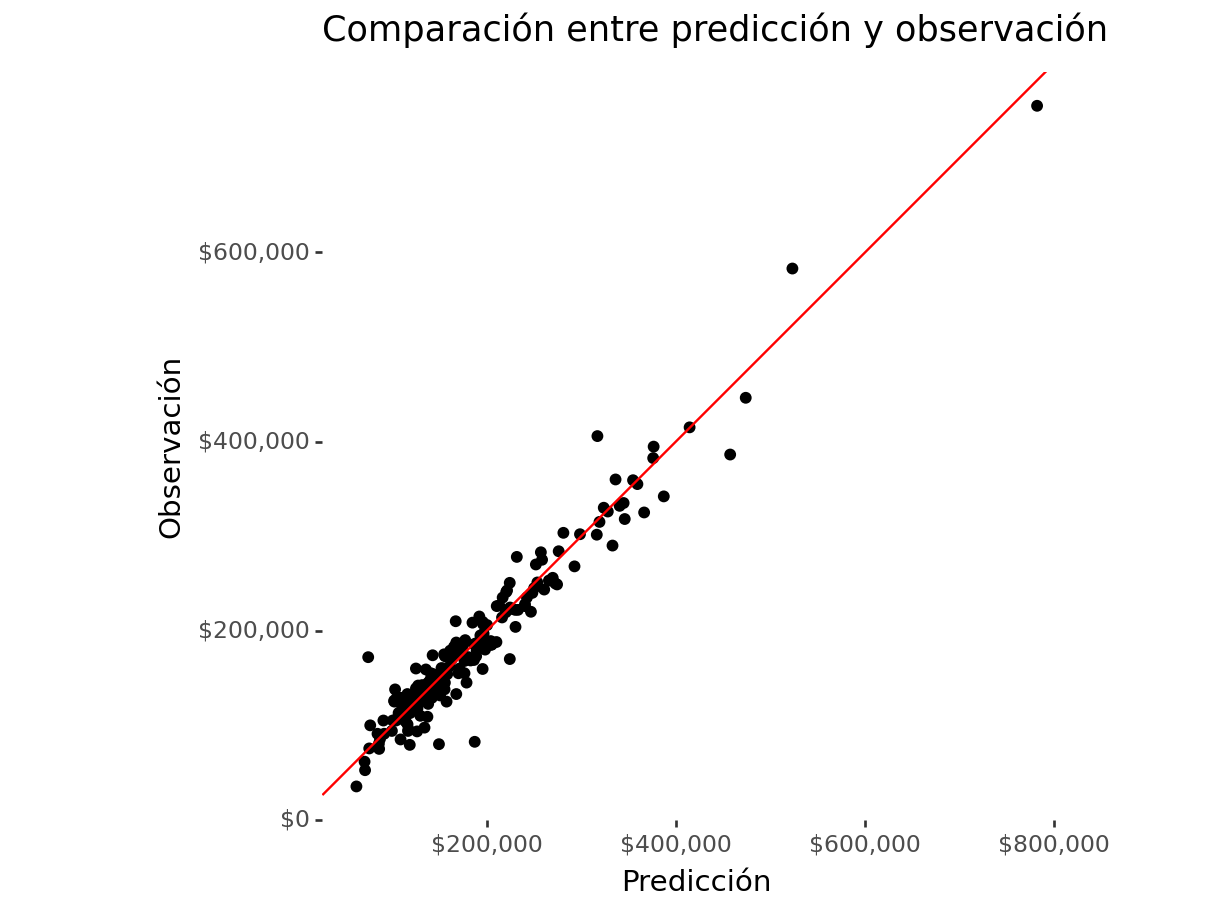 Comparación entre predicción y observación
$600,000
$400,000
$200,000
$0
Observación
$200,000 $400,000 $600,000 $800,000
Predicción